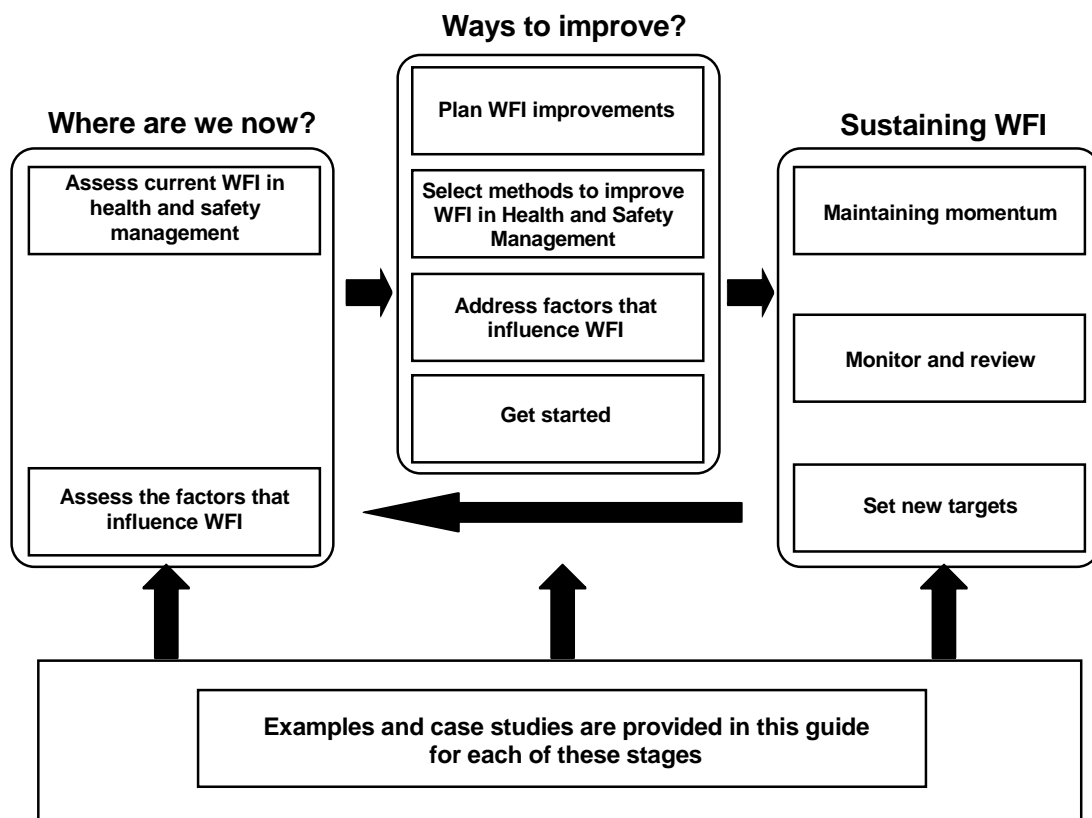 Where are we now?
Assess current WFI in
health and safety
management
Assess the factors that
influence WFI
Ways to improve?
Plan WFI improvements
Select methods to improve
WFI in Health and Safety
Management
Address factors that
influence WFI
Get started
Sustaining WFI
Maintaining momentum
Monitor and review
Set new targets
Examples and case studies are provided in this guide
for each of these stages